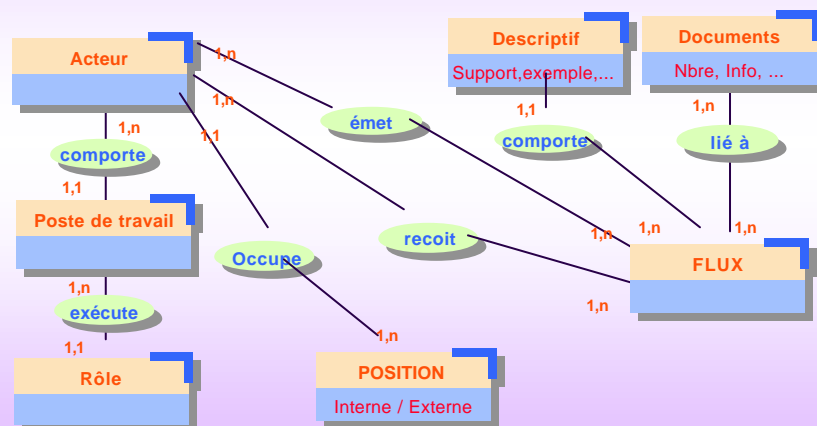 Descriptif
Documents
Acteur
1,n
Support,exemple,...
Nbre, Info, ...
1,n
1,1
1,n
1,n
émet
1,1
comporte
lié à
comporte
1,1
Poste de travail
1,n
1,n
1,n
recoit
Occupe
FLUX
1,n
1,n
exécute
1,n
1,1
POSITION
Rôle
Interne / Externe